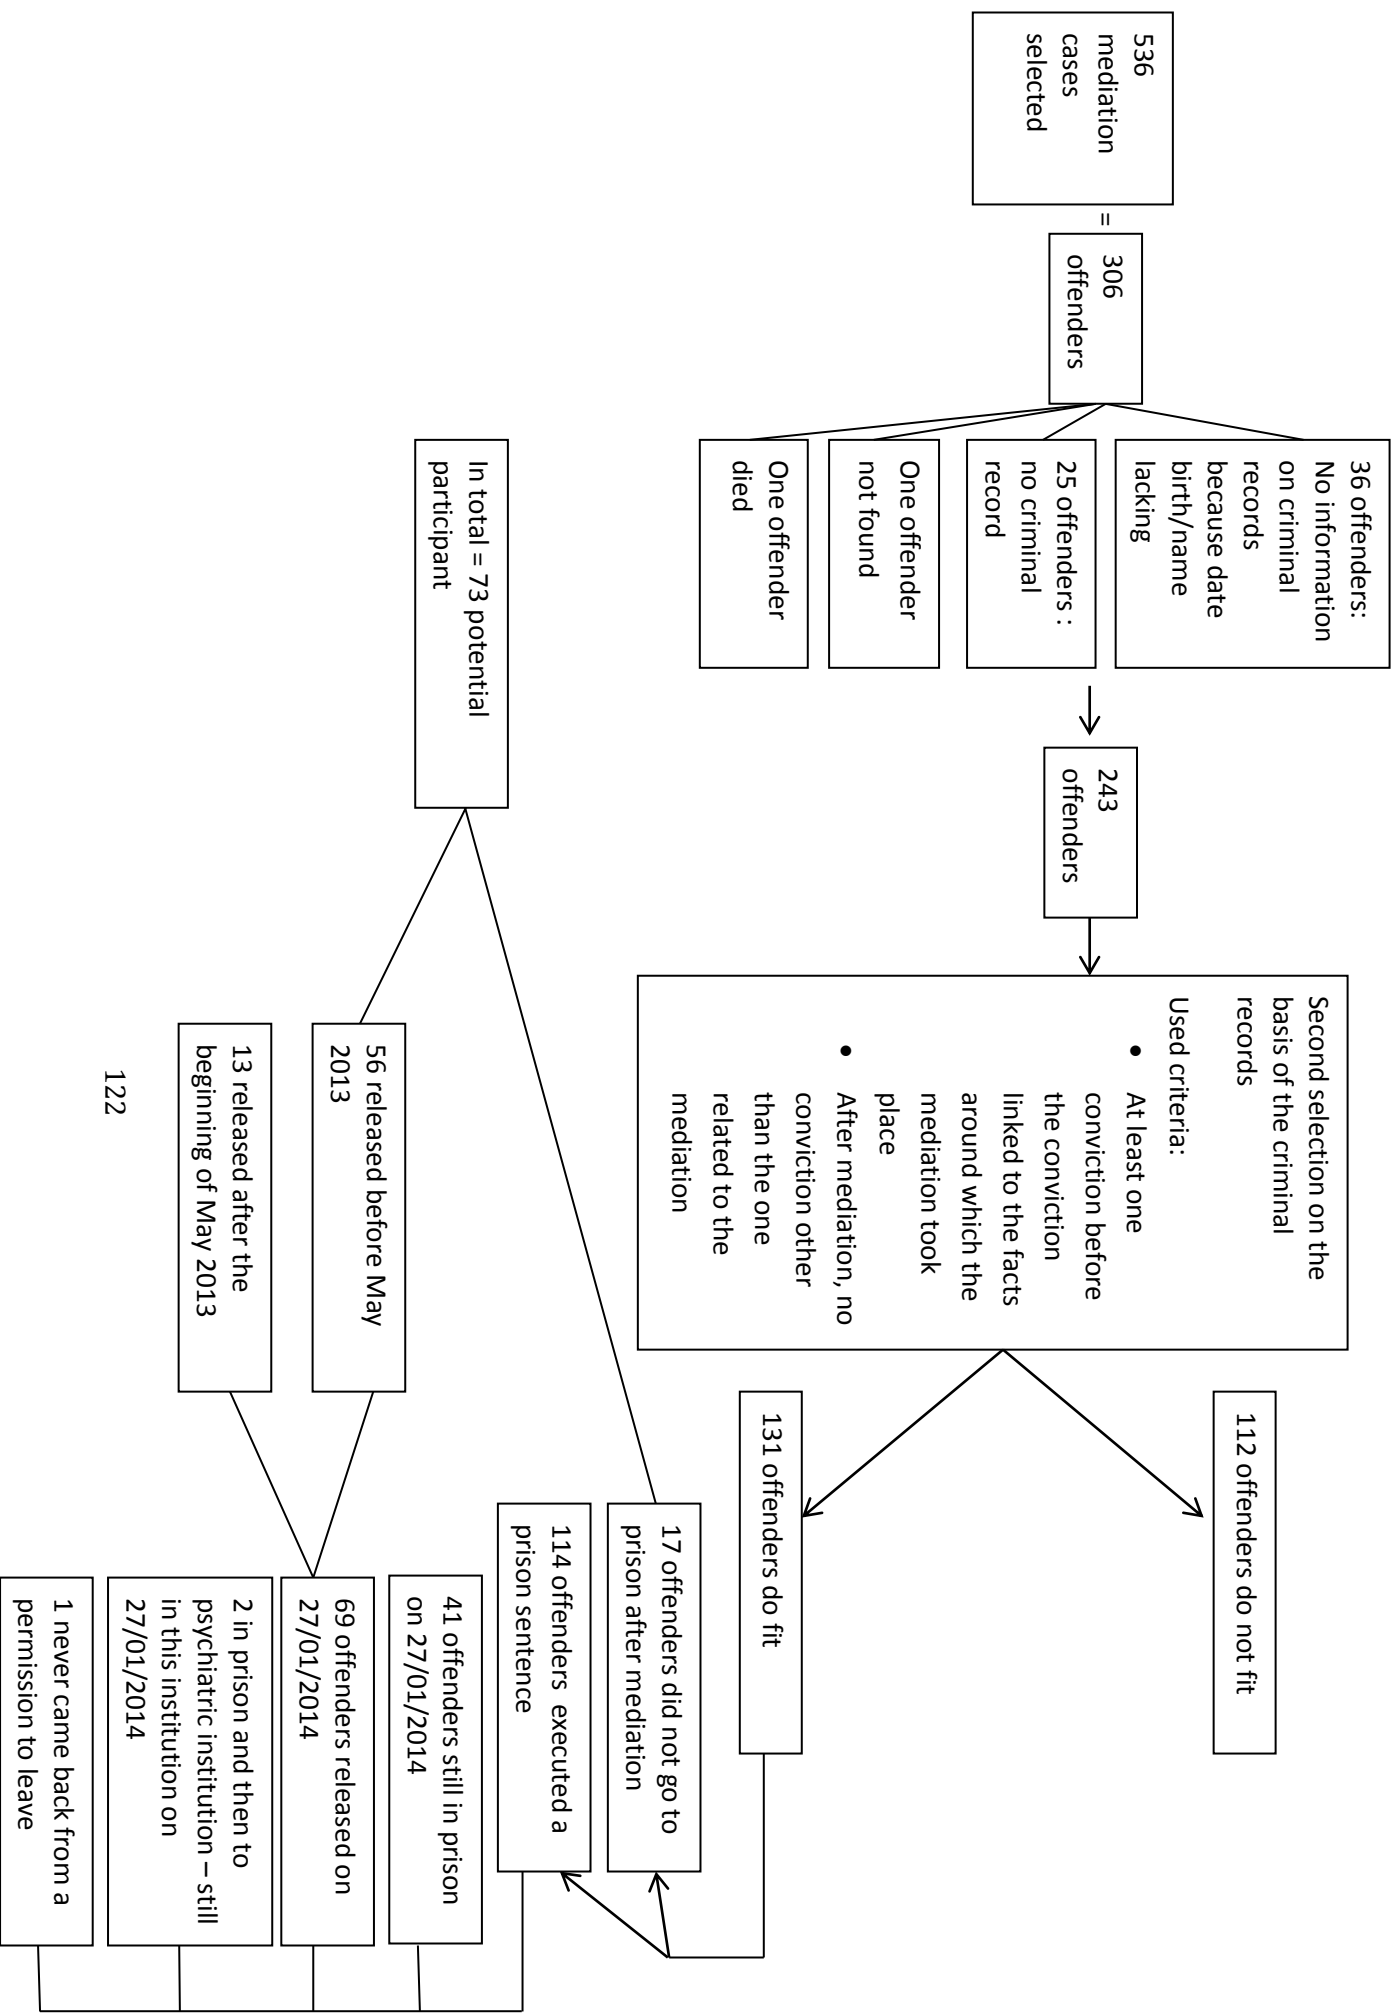 536
mediation
cases
selected
=
306
offenders
36 offenders:
No information
on criminal
records
because date
birth/name
lacking
25 offenders :
no criminal
record
One offender
not found
One offender
died
243
offenders
Second selection on the
basis of the criminal
records
Used criteria:
• At least one
conviction before
the conviction
linked to the facts
around which the
mediation took
place
• After mediation, no
conviction other
than the one
related to the
mediation
112 offenders do not fit
131 offenders do fit
17 offenders did not go to
prison after mediation
114 offenders executed a
prison sentence
41 offenders still in prison
on 27/01/2014
69 offenders released on
27/01/2014
2 in prison and then to
psychiatric institution – still
in this institution on
27/01/2014
1 never came back from a
permission to leave
56 released before May
2013
13 released after the
beginning of May 2013
In total = 73 potential
participant
122